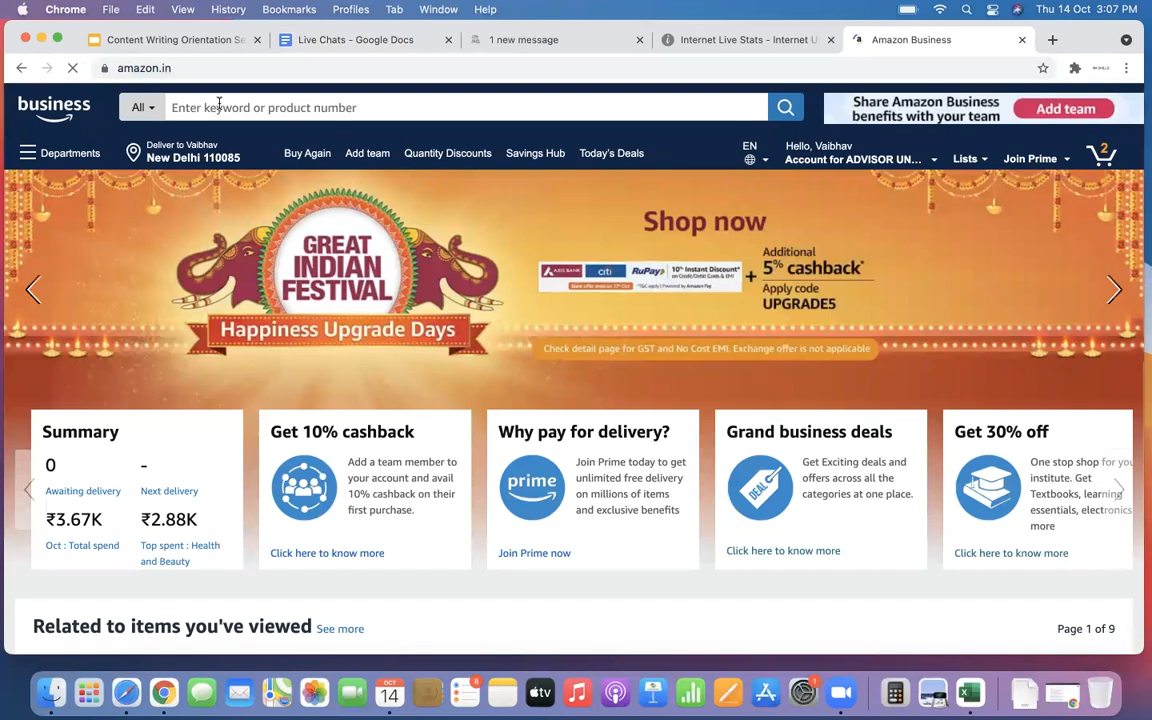 Chrome File Edit View History Bookmarks Profiles Tab Window Help Thu 14 Oct 3:07 PM
Content Writing Orientation Se
Live Chats - Google Docs
1 new message
Internet Live Stats - Internet U
Amazon Business
amazon.in
business
All
Enter keyword or product number
Share Amazon Business
benefits with your team
Add team
Departments
Deliver to Vaibhav
New Delhi 110085
Buy Again Add team Quantity Discounts Savings Hub Today's Deals
EN
Hello, Vaibhav
Account for ADVISOR UN...
Lists
Join Prime
2
GREAT
INDIAN
FESTIVAL
Happiness Upgrade Days
Shop now
AXIS BANK citi RuPay 10% Instant Discount*
+
Additional
5% cashback*
Apply code
UPGRADE5
Check detail page for GST and No Cost EMI. Exchange offer is not applicable
Summary
0 -
Awaiting delivery Next delivery
₹3.67K ₹2.88K
Oct : Total spend
Top spent : Health
and Beauty
Get 10% cashback
Add a team member to
your account and avail
10% cashback on their
first purchase.
Click here to know more
Why pay for delivery?
prime
Join Prime today to get
unlimited free delivery
on millions of items
and exclusive benefits
Join Prime now
Grand business deals
DEAL
Get Exciting deals and
offers across all the
categories at one place.
Click here to know more
Get 30% off
One stop shop for you
institute. Get
Textbooks, learning
essentials, electronics
more
Click here to know more
Related to items you've viewed See more
Page 1 of 9
OCT
14
8
tv
1